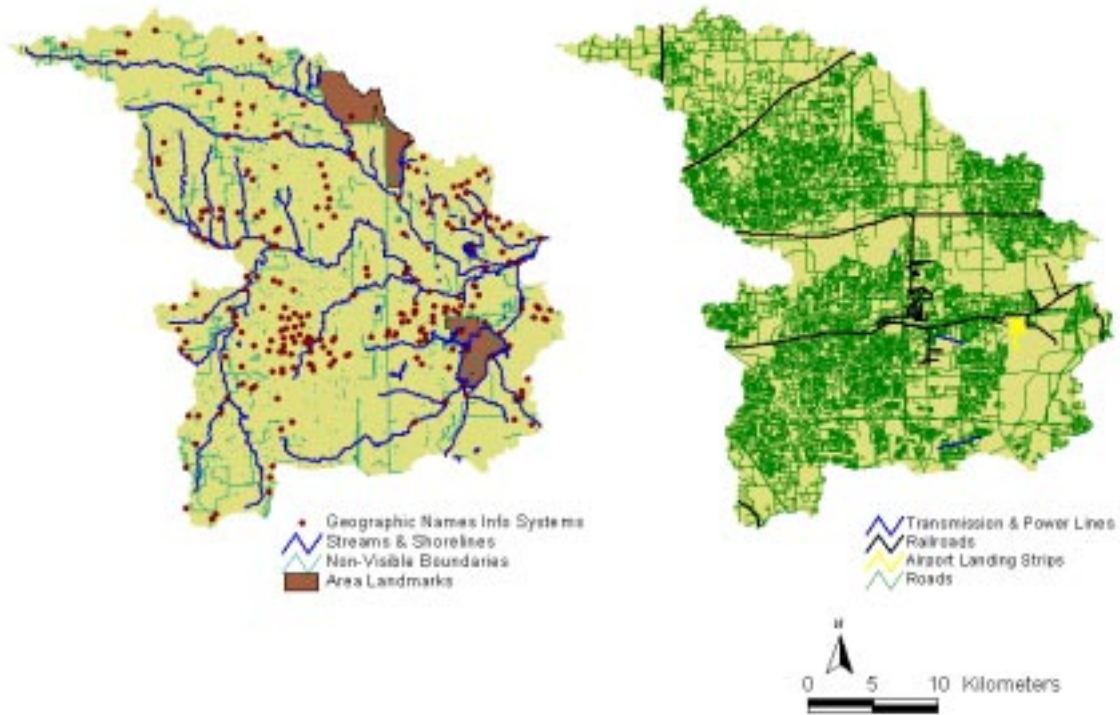 Geographic Names Info Systems
Streams & Shorelines
Non-Visible Boundaries
Area Landmarks
Transmission & Power Lines
Railroads
Airport Landing Strips
Roads
N
0 5 10 Kilometers